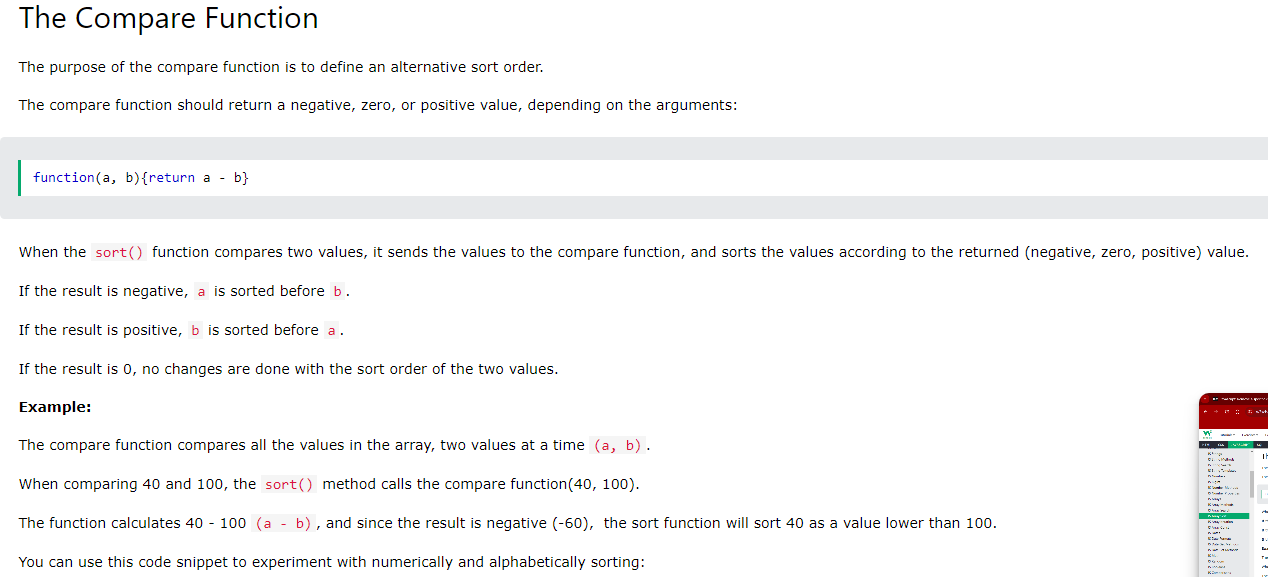 The Compare Function
The purpose of the compare function is to define an alternative sort order.
The compare function should return a negative, zero, or positive value, depending on the arguments:
function(a, b){return a - b}
When the sort() function compares two values, it sends the values to the compare function, and sorts the values according to the returned (negative, zero, positive) value.
If the result is negative, a is sorted before b.
If the result is positive, b is sorted before a.
If the result is 0, no changes are done with the sort order of the two values.
Example:
The compare function compares all the values in the array, two values at a time (a, b).
When comparing 40 and 100, the sort() method calls the compare function(40, 100).
The function calculates 40 - 100 (a - b), and since the result is negative (-60),  the sort function will sort 40 as a value lower than 100.
You can use this code snippet to experiment with numerically and alphabetically sorting: